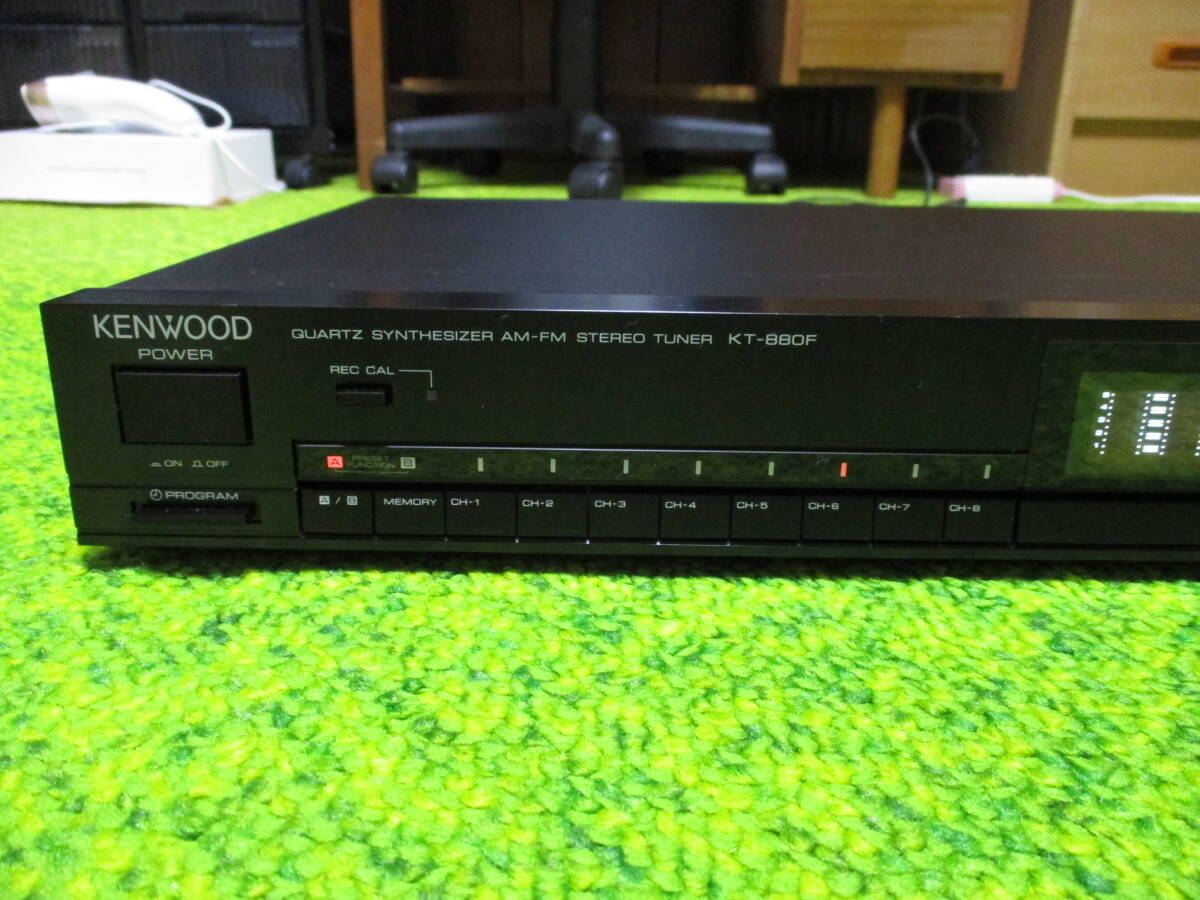 KENWOOD
QUARTZ SYNTHESIZER AM-FM STEREO TUNER KT-880F
POWER
REC CAL
ON OFF
A PRESET FUNCTION B
PROGRAM
A / B MEMORY CH-1 CH-2 CH-3 CH-4 CH-5 CH-6 CH-7 CH-8